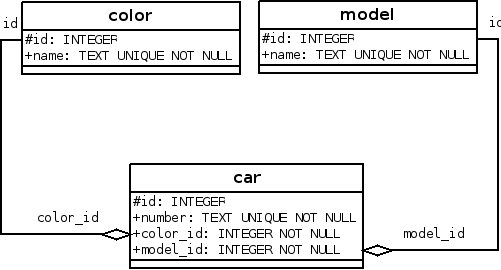 color
model
id
id
#id: INTEGER
+name: TEXT UNIQUE NOT NULL
#id: INTEGER
+name: TEXT UNIQUE NOT NULL
car
#id: INTEGER
+number: TEXT UNIQUE NOT NULL
+color_id: INTEGER NOT NULL
+model_id: INTEGER NOT NULL
color_id
model_id